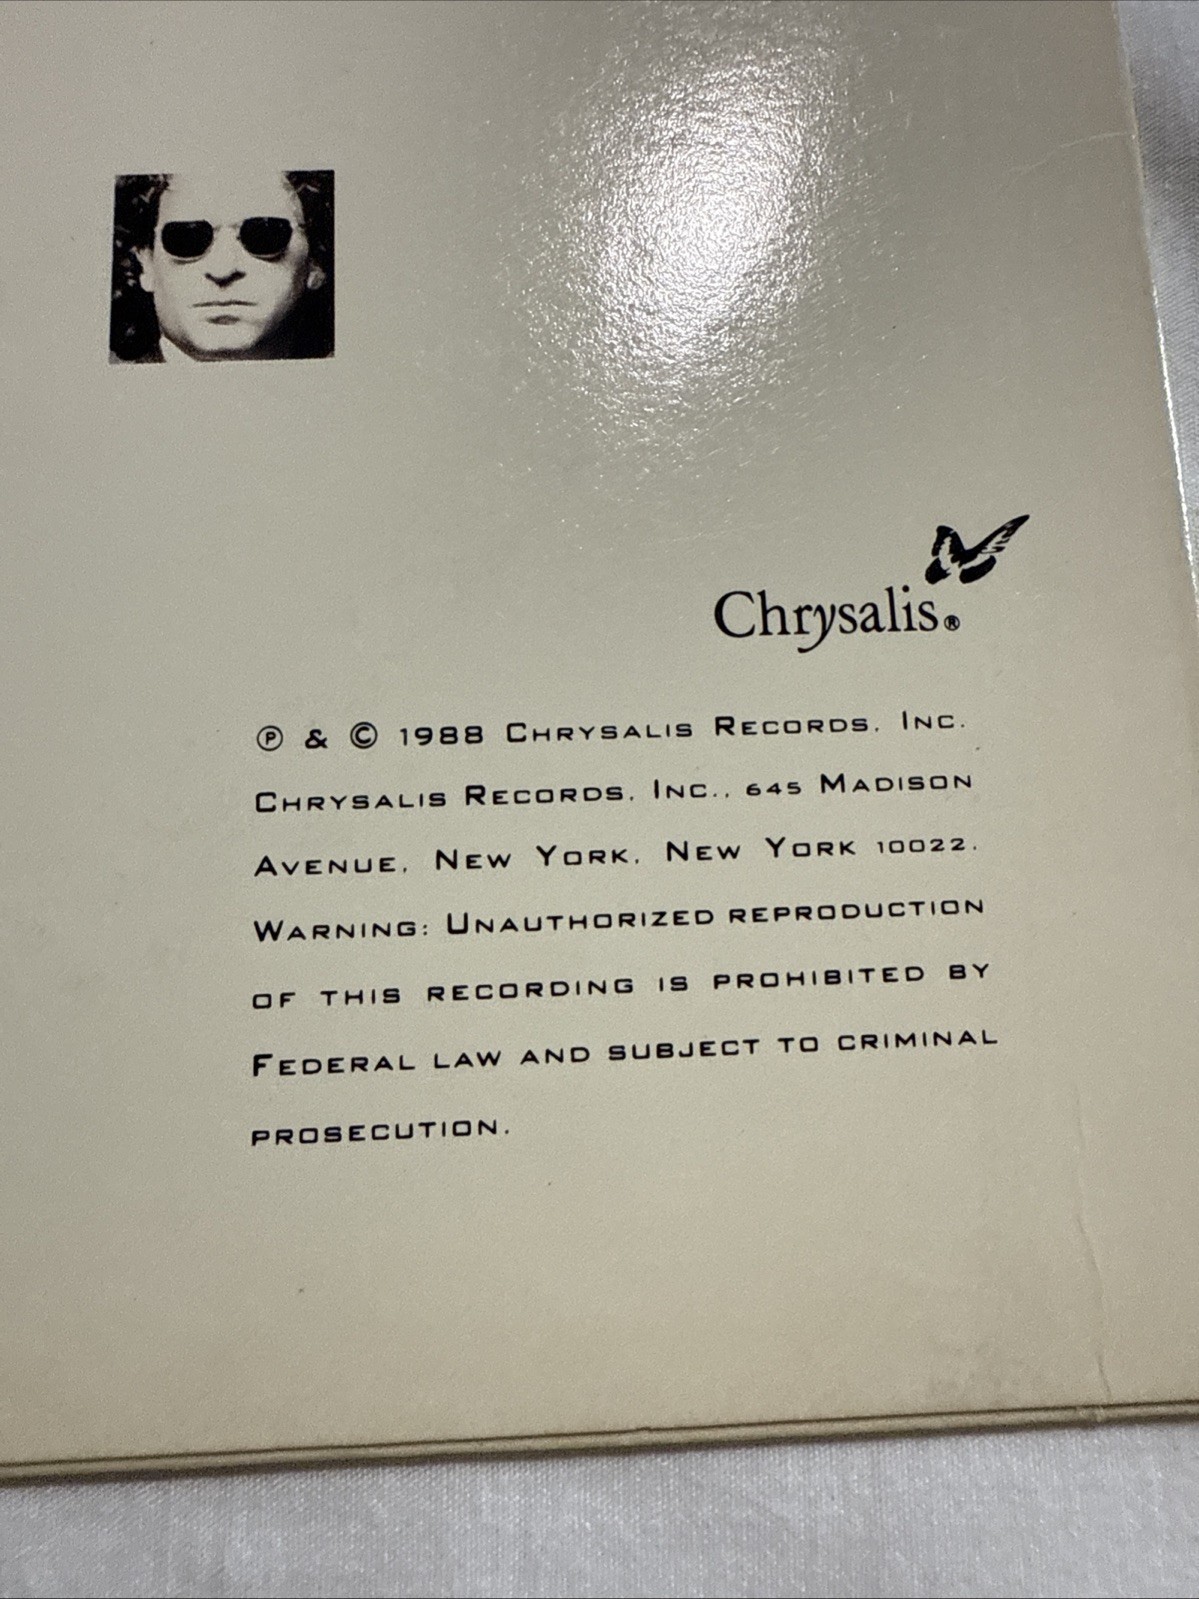 Chrysalis®
℗ & © 1988 Chrysalis Records, Inc.
Chrysalis Records, Inc., 645 Madison
Avenue, New York, New York 10022.
Warning: Unauthorized reproduction
of this recording is prohibited by
Federal law and subject to criminal
prosecution.